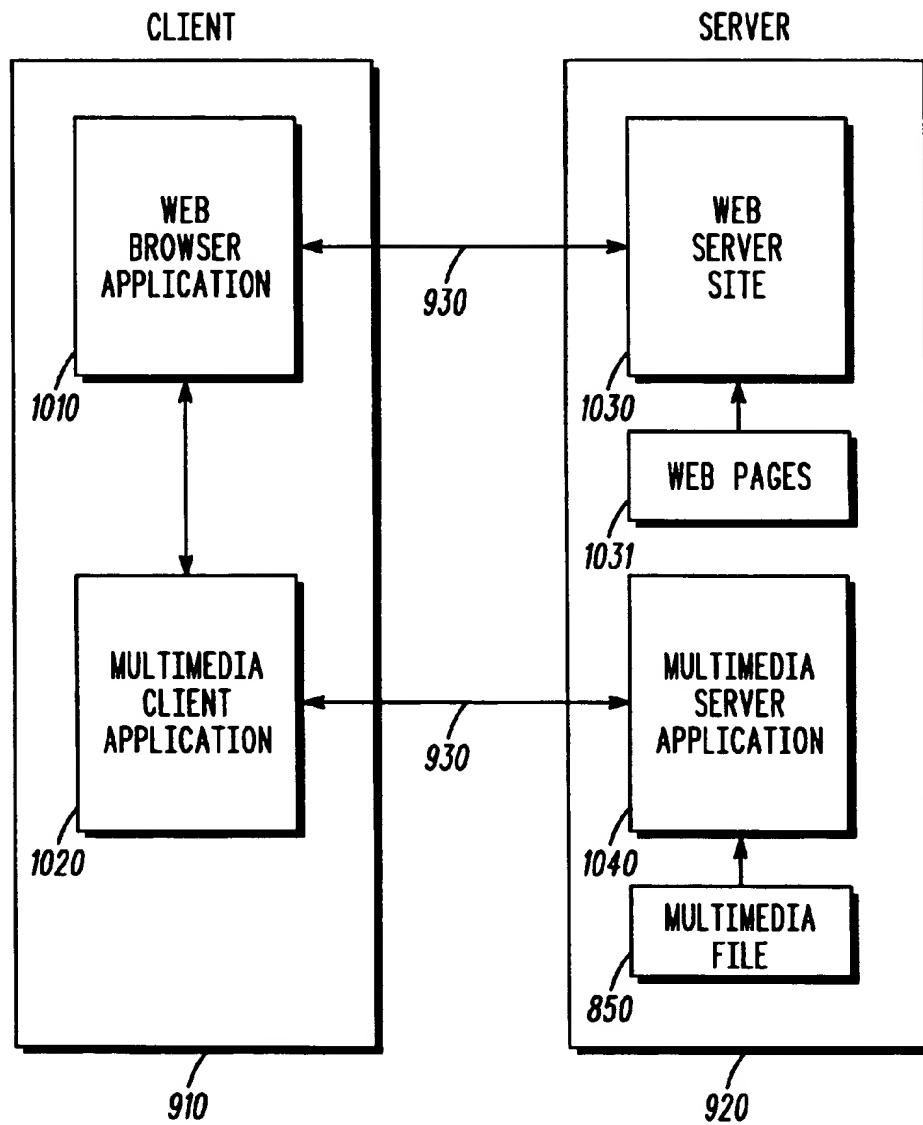 CLIENT
SERVER
WEB
BROWSER
APPLICATION
WEB
SERVER
SITE
930
1010
1030
WEB PAGES
1031
MULTIMEDIA
CLIENT
APPLICATION
MULTIMEDIA
SERVER
APPLICATION
930
1020
1040
MULTIMEDIA
FILE
850
910
920